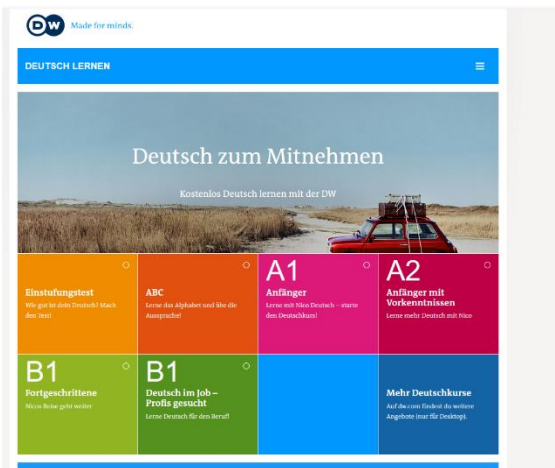 DW Made for minds.
DEUTSCH LERNEN
Deutsch zum Mitnehmen
Kostenlos Deutsch lernen mit der DW
Einstufungstest
Wie gut ist dein Deutsch? Mach
den Test!
ABC
Lerne das Alphabet und übe die
Aussprache!
A1
Anfänger
Lerne mit Nico Deutsch – starte
den Deutschkurs!
A2
Anfänger mit
Vorkenntnissen
Lerne mehr Deutsch mit Nico
B1
Fortgeschrittene
Nicos Reise geht weiter
B1
Deutsch im Job –
Profis gesucht
Lerne Deutsch für den Beruf!
Mehr Deutschkurse
Auf dw.com findest du weitere
Angebote (nur für Desktop).